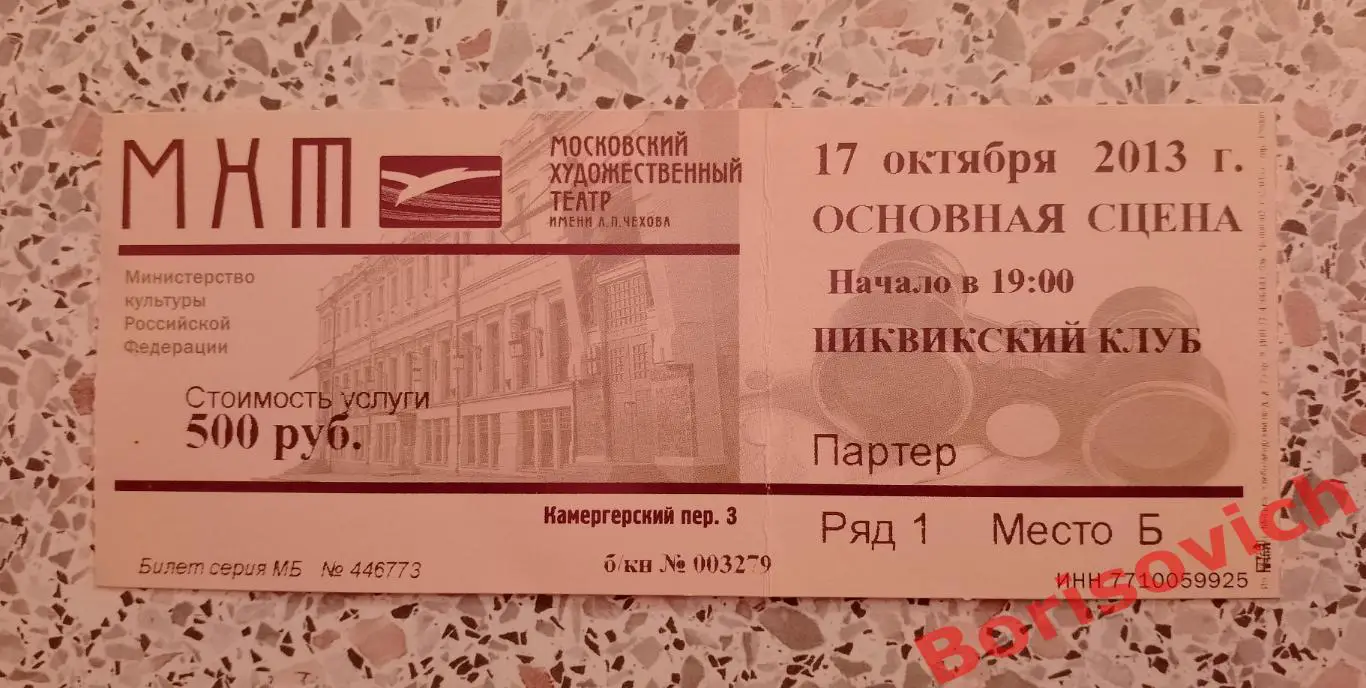 МХТ
МОСКОВСКИЙ
ХУДОЖЕСТВЕННЫЙ
ТЕАТР
ИМЕНИ А.П.ЧЕХОВА
Министерство
культуры
Российской
Федерации
Стоимость услуги
500 руб.
Камергерский пер. 3
Билет серия МБ № 446773
б/кн № 003279
17 октября 2013 г.
ОСНОВНАЯ СЦЕНА
Начало в 19:00
ПИКВИКСКИЙ КЛУБ
Партер
Ряд 1 Место Б
ИНН 7710059925
Borisovich